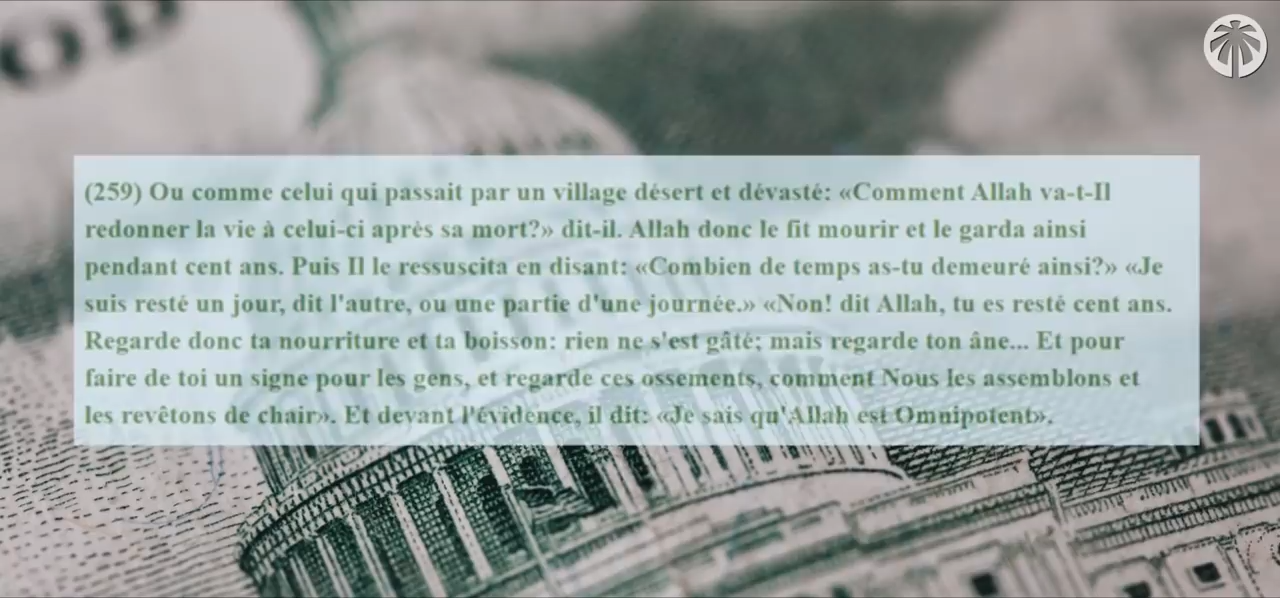 (259) Ou comme celui qui passait par un village désert et dévasté: «Comment Allah va-t-Il
redonner la vie à celui-ci après sa mort?» dit-il. Allah donc le fit mourir et le garda ainsi
pendant cent ans. Puis Il le ressuscita en disant: «Combien de temps as-tu demeuré ainsi?» «Je
suis resté un jour, dit l'autre, ou une partie d'une journée.» «Non! dit Allah, tu es resté cent ans.
Regarde donc ta nourriture et ta boisson: rien ne s'est gâté; mais regarde ton âne... Et pour
faire de toi un signe pour les gens, et regarde ces ossements, comment Nous les assemblons et
les revêtons de chair». Et devant l'évidence, il dit: «Je sais qu'Allah est Omnipotent».